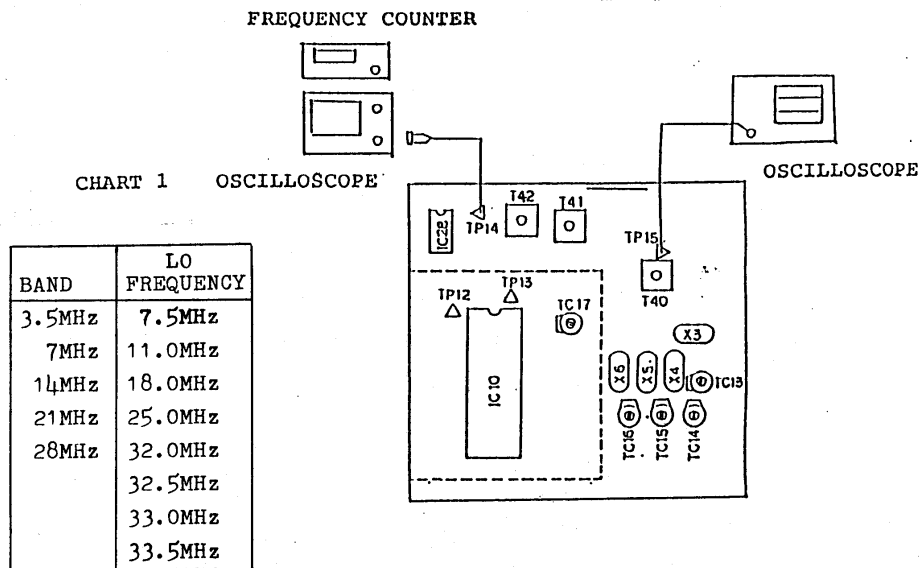 FREQUENCY COUNTER
OSCILLOSCOPE
CHART 1 OSCILLOSCOPE
BAND LO FREQUENCY
3.5MHz 7.5MHz
7MHz 11.0MHz
14MHz 18.0MHz
21MHz 25.0MHz
28MHz 32.0MHz
32.5MHz
33.0MHz
33.5MHz
IC28 TP14 T42 T41
TP15
T40
TP12 TP13 TC17
X3
IC10 X6 X5. X4 TC13
TC16 TC15 TC14